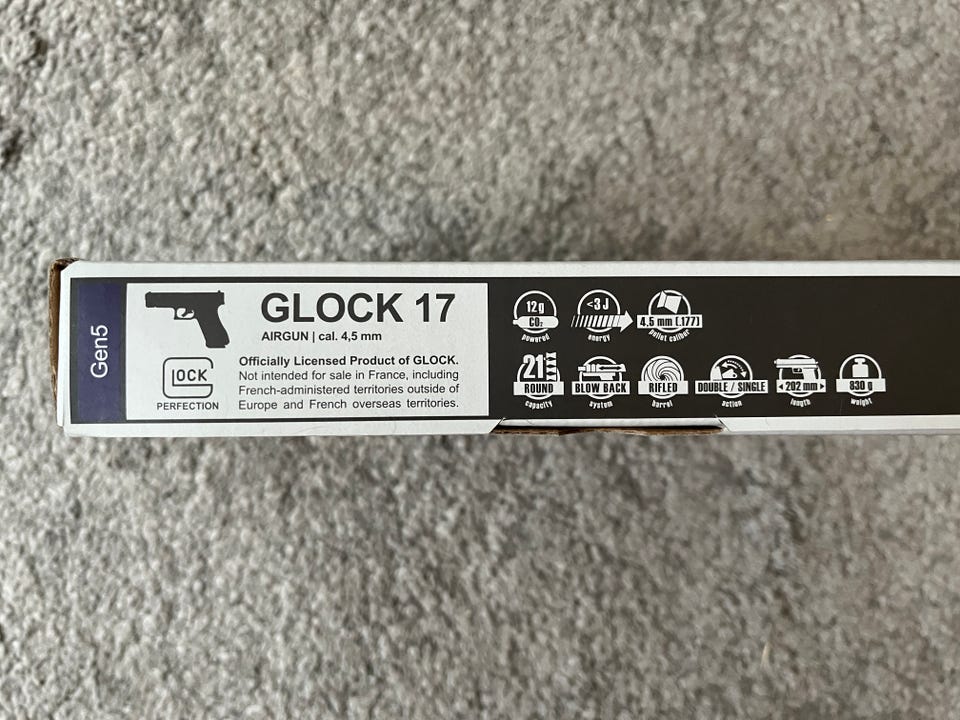 Gen5
GLOCK 17
AIRGUN | cal. 4,5 mm
GLOCK
PERFECTION
Officially Licensed Product of GLOCK.
Not intended for sale in France, including
French-administered territories outside of
Europe and French overseas territories.
12g
CO₂
powered
<3 J
energy
4.5 mm (.177)
pellet caliber
21
ROUND
capacity
BLOW BACK
system
RIFLED
barrel
DOUBLE / SINGLE
action
202 mm
length
830 g
weight